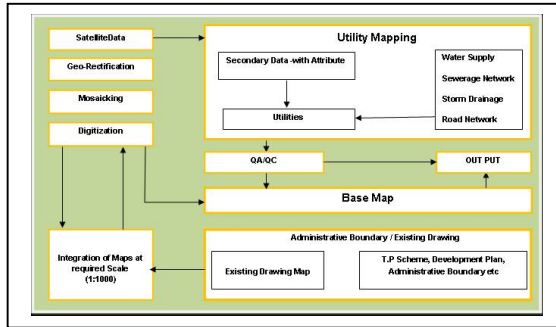 SatelliteData
Geo-Rectification
Mosaicking
Digitization
Integration of Maps at
required Scale
(1:1000)
Utility Mapping
Secondary Data -with Attribute
Utilities
Water Supply
Sewerage Network
Storm Drainage
Road Network
QA/QC
OUT PUT
Base Map
Administrative Boundary / Existing Drawing
Existing Drawing Map
T.P Scheme, Development Plan,
Administrative Boundary etc